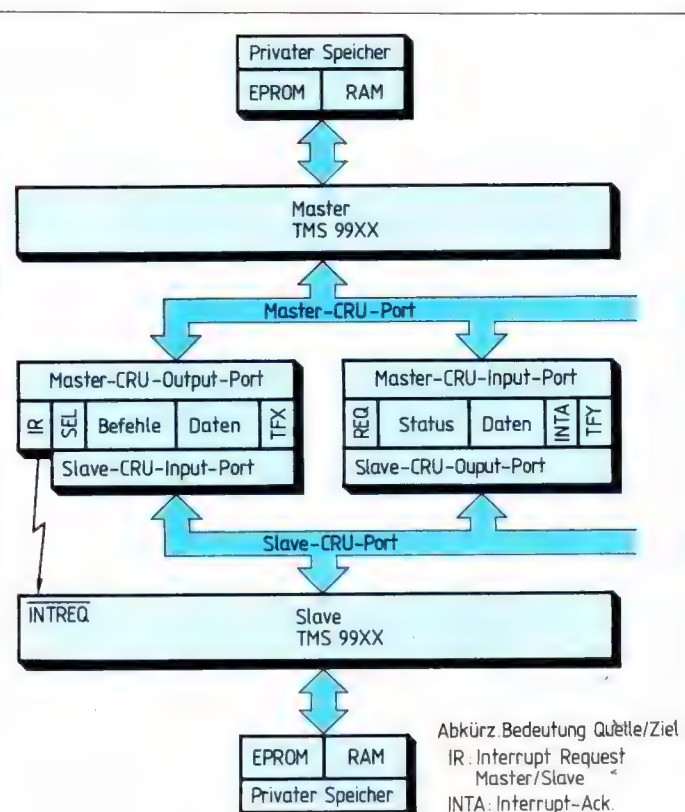 Privater Speicher
EPROM RAM
Master
TMS 99XX
Master-CRU-Port
Master-CRU-Output-Port
IR SEL Befehle Daten TFX
Slave-CRU-Input-Port
Master-CRU-Input-Port
REQ Status Daten INTA TFY
Slave-CRU-Ouput-Port
Slave-CRU-Port
INTREQ
Slave
TMS 99XX
EPROM RAM
Privater Speicher
Abkürz. Bedeutung Quelle/Ziel
IR: Interrupt Request
Master/Slave
INTA: Interrupt-Ack.